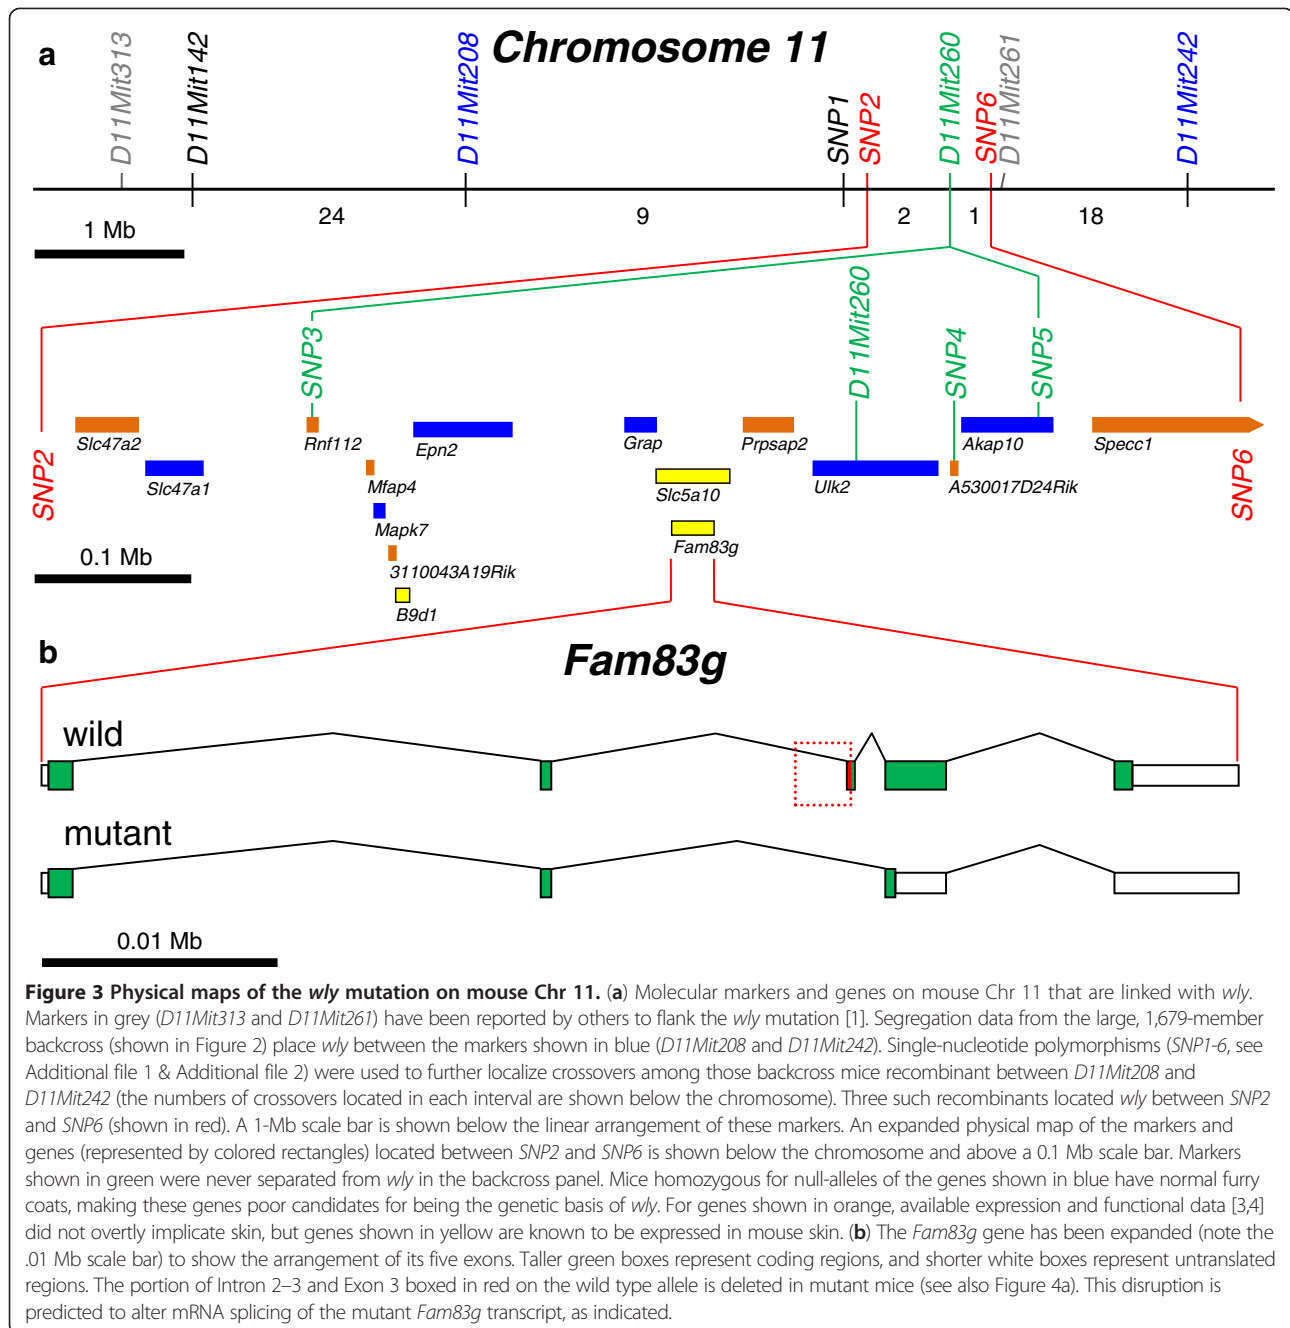 a
Chromosome 11
D11Mit313
D11Mit142
D11Mit208
SNP1
SNP2
D11Mit260
SNP6
D11Mit261
D11Mit242
24
9
2
1
18
1 Mb
SNP2
SNP3
D11Mit260
SNP4
SNP5
SNP6
Slc47a2
Slc47a1
Rnf112
Mfap4
Mapk7
3110043A19Rik
B9d1
Epn2
Grap
Slc5a10
Fam83g
Prpsap2
Ulk2
A530017D24Rik
Akap10
Specc1
0.1 Mb
b
Fam83g
wild
mutant
0.01 Mb
Figure 3 Physical maps of the wly mutation on mouse Chr 11. (a) Molecular markers and genes on mouse Chr 11 that are linked with wly.
Markers in grey (D11Mit313 and D11Mit261) have been reported by others to flank the wly mutation [1]. Segregation data from the large, 1,679-member
backcross (shown in Figure 2) place wly between the markers shown in blue (D11Mit208 and D11Mit242). Single-nucleotide polymorphisms (SNP1-6, see
Additional file 1 & Additional file 2) were used to further localize crossovers among those backcross mice recombinant between D11Mit208 and
D11Mit242 (the numbers of crossovers located in each interval are shown below the chromosome). Three such recombinants located wly between SNP2
and SNP6 (shown in red). A 1-Mb scale bar is shown below the linear arrangement of these markers. An expanded physical map of the markers and
genes (represented by colored rectangles) located between SNP2 and SNP6 is shown below the chromosome and above a 0.1 Mb scale bar. Markers
shown in green were never separated from wly in the backcross panel. Mice homozygous for null-alleles of the genes shown in blue have normal furry
coats, making these genes poor candidates for being the genetic basis of wly. For genes shown in orange, available expression and functional data [3,4]
did not overtly implicate skin, but genes shown in yellow are known to be expressed in mouse skin. (b) The Fam83g gene has been expanded (note the
.01 Mb scale bar) to show the arrangement of its five exons. Taller green boxes represent coding regions, and shorter white boxes represent untranslated
regions. The portion of Intron 2–3 and Exon 3 boxed in red on the wild type allele is deleted in mutant mice (see also Figure 4a). This disruption is
predicted to alter mRNA splicing of the mutant Fam83g transcript, as indicated.